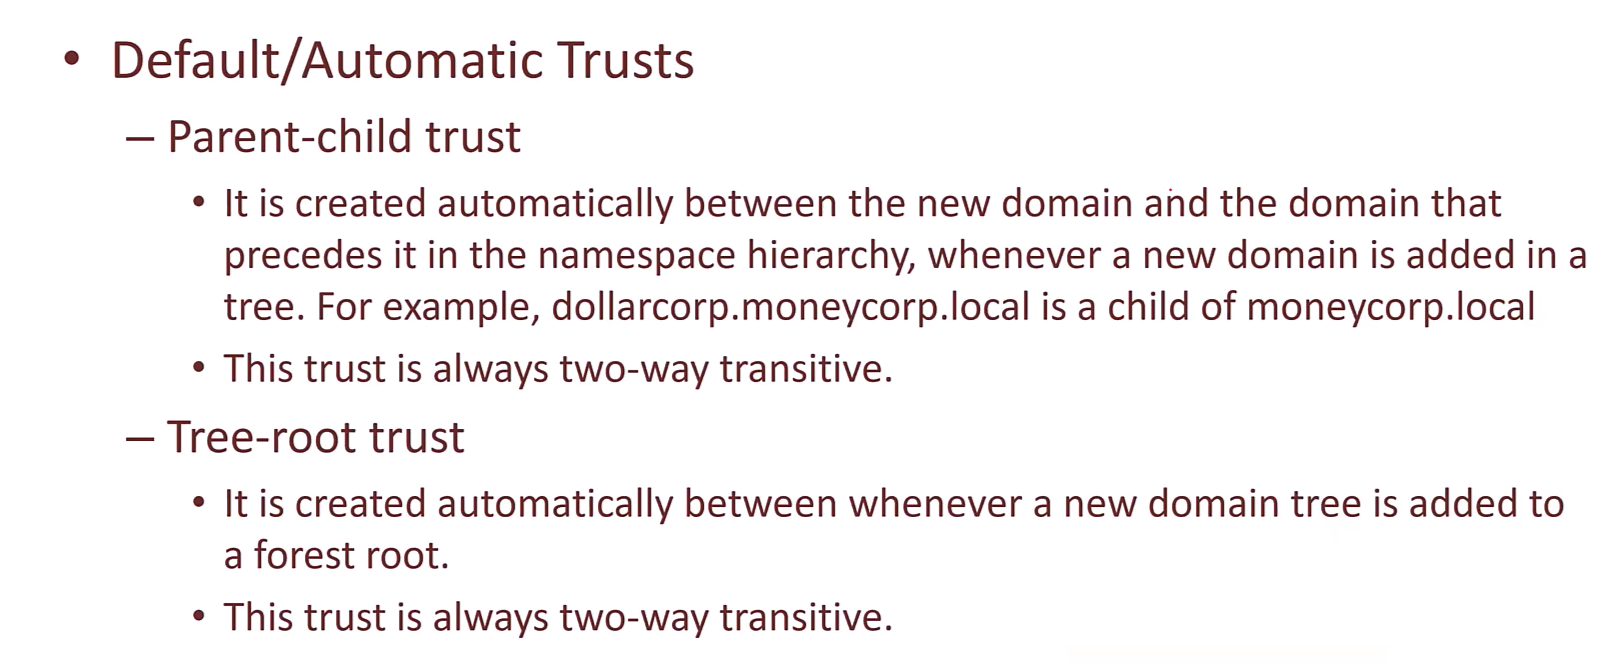 • Default/Automatic Trusts
– Parent-child trust
• It is created automatically between the new domain and the domain that
precedes it in the namespace hierarchy, whenever a new domain is added in a
tree. For example, dollarcorp.moneycorp.local is a child of moneycorp.local
• This trust is always two-way transitive.
– Tree-root trust
• It is created automatically between whenever a new domain tree is added to
a forest root.
• This trust is always two-way transitive.